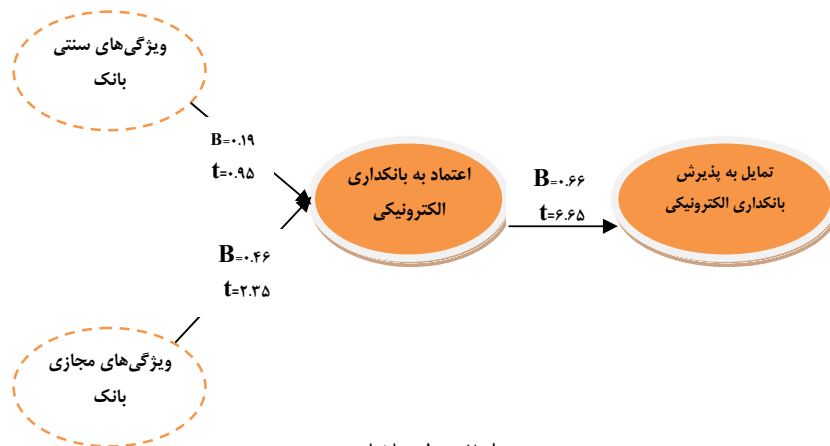 ویژگی‌های سنتی
بانک
B=۰.۱۹
t=۰.۹۵
اعتماد به بانکداری
الکترونیکی
B=۰.۶۶
t=۶.۶۵
تمایل به پذیرش
بانکداری الکترونیکی
B=۰.۴۶
t=۲.۳۵
ویژگی‌های مجازی
بانک